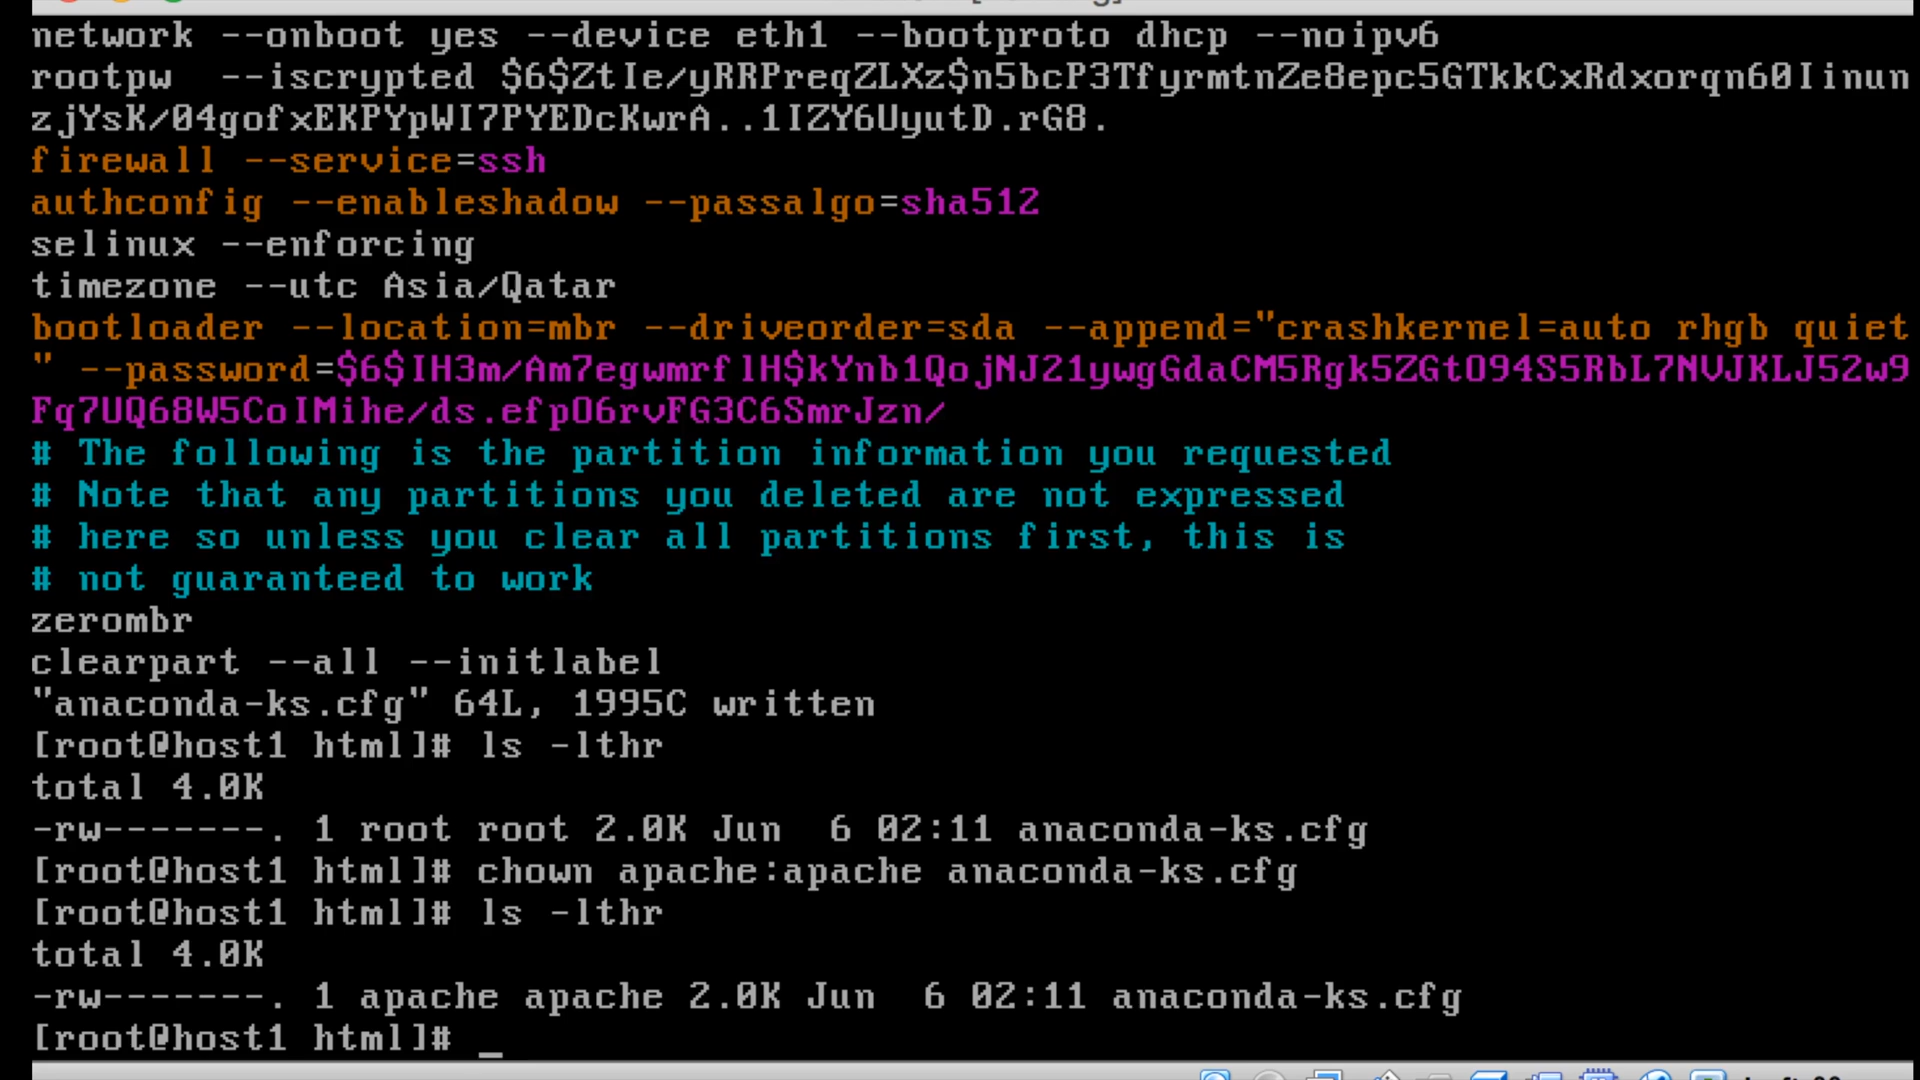 network --onboot yes --device eth1 --bootproto dhcp --noipv6
rootpw  --iscrypted $6$ZtIe/yRRPreqZLXz$n5bcP3TfyrmtnZe8epc5GTkkCxRdxorqn60Iinun
zjYsK/04gofxEKPYpWI7PYEDcKwrA..1IZY6UyutD.rG8.
firewall --service=ssh
authconfig --enableshadow --passalgo=sha512
selinux --enforcing
timezone --utc Asia/Qatar
bootloader --location=mbr --driveorder=sda --append="crashkernel=auto rhgb quiet
" --password=$6$IH3m/Am7egwmrflH$kYnb1QojNJ21ywgGdaCM5Rgk5ZGtO94S5RbL7NVJKLJ52w9
Fq7UQ68W5CoIMihe/ds.efpO6rvFG3C6SmrJzn/
# The following is the partition information you requested
# Note that any partitions you deleted are not expressed
# here so unless you clear all partitions first, this is
# not guaranteed to work
zerombr
clearpart --all --initlabel
"anaconda-ks.cfg" 64L, 1995C written
[root@host1 html]# ls -lthr
total 4.0K
-rw-------. 1 root root 2.0K Jun  6 02:11 anaconda-ks.cfg
[root@host1 html]# chown apache:apache anaconda-ks.cfg
[root@host1 html]# ls -lthr
total 4.0K
-rw-------. 1 apache apache 2.0K Jun  6 02:11 anaconda-ks.cfg
[root@host1 html]# _